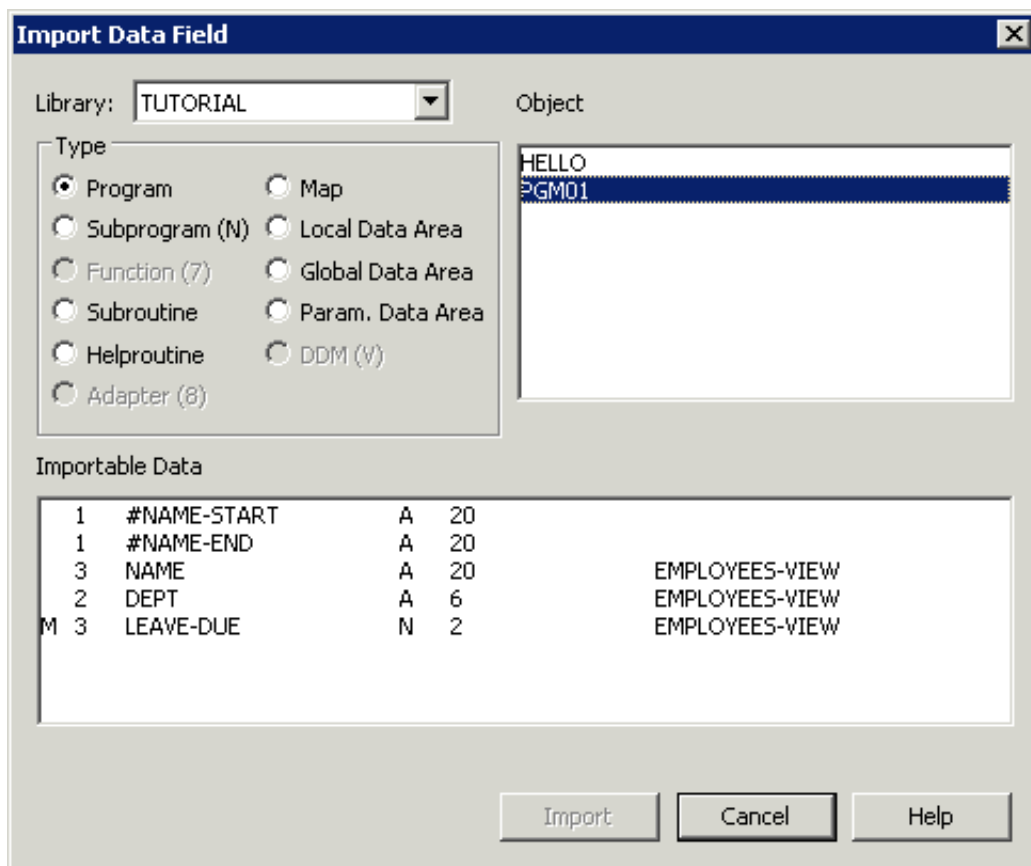 Import Data Field
Library: TUTORIAL
Object
Type
Program
Map
Subprogram (N)
Local Data Area
Function (7)
Global Data Area
Subroutine
Param. Data Area
Helproutine
DDM (V)
Adapter (8)
HELLO
PGM01
Importable Data
1 #NAME-START A 20
1 #NAME-END A 20
3 NAME A 20 EMPLOYEES-VIEW
2 DEPT A 6 EMPLOYEES-VIEW
M 3 LEAVE-DUE N 2 EMPLOYEES-VIEW
Import Cancel Help